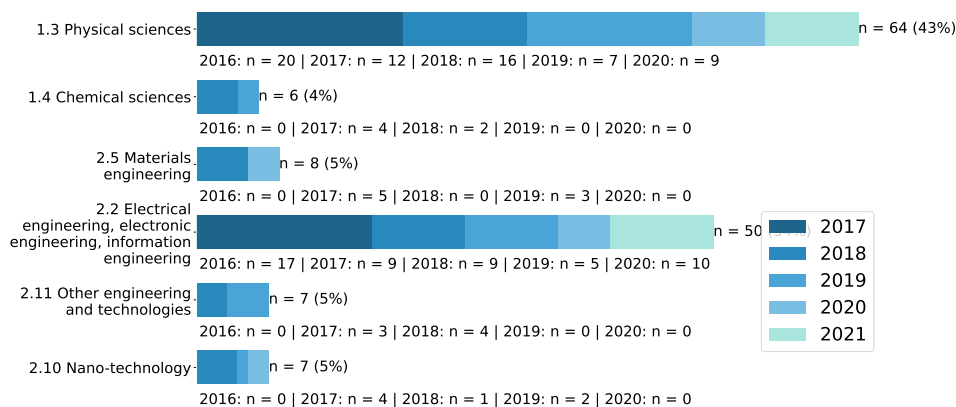 1.3 Physical sciences
n = 64 (43%)
2016: n = 20 | 2017: n = 12 | 2018: n = 16 | 2019: n = 7 | 2020: n = 9
1.4 Chemical sciences
n = 6 (4%)
2016: n = 0 | 2017: n = 4 | 2018: n = 2 | 2019: n = 0 | 2020: n = 0
2.5 Materials
engineering
n = 8 (5%)
2016: n = 0 | 2017: n = 5 | 2018: n = 0 | 2019: n = 3 | 2020: n = 0
2.2 Electrical
engineering, electronic
engineering, information
engineering
n = 50
2016: n = 17 | 2017: n = 9 | 2018: n = 9 | 2019: n = 5 | 2020: n = 10
2.11 Other engineering
and technologies
n = 7 (5%)
2016: n = 0 | 2017: n = 3 | 2018: n = 4 | 2019: n = 0 | 2020: n = 0
2.10 Nano-technology
n = 7 (5%)
2016: n = 0 | 2017: n = 4 | 2018: n = 1 | 2019: n = 2 | 2020: n = 0
2017
2018
2019
2020
2021